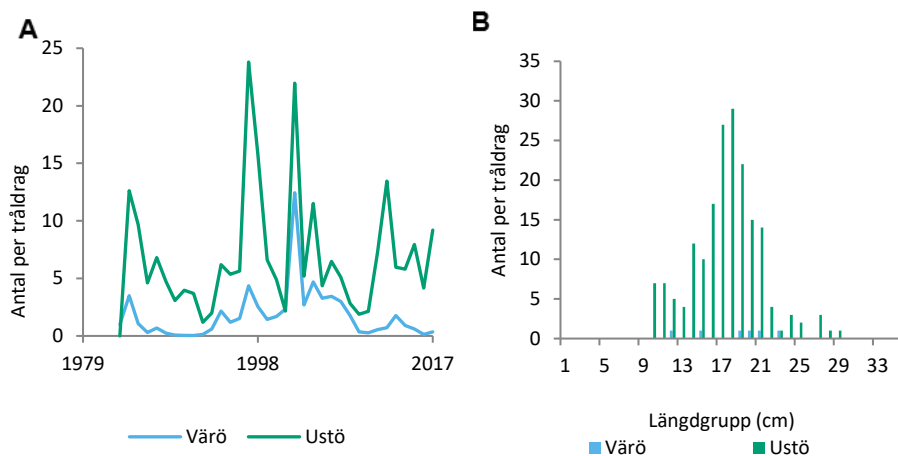 A
Antal per tråldrag
25
20
15
10
5
0
1979 1998 2017
Värö Ustö
B
Antal per tråldrag
35
30
25
20
15
10
5
0
1 5 9 13 17 21 25 29 33
Längdgrupp (cm)
Värö Ustö